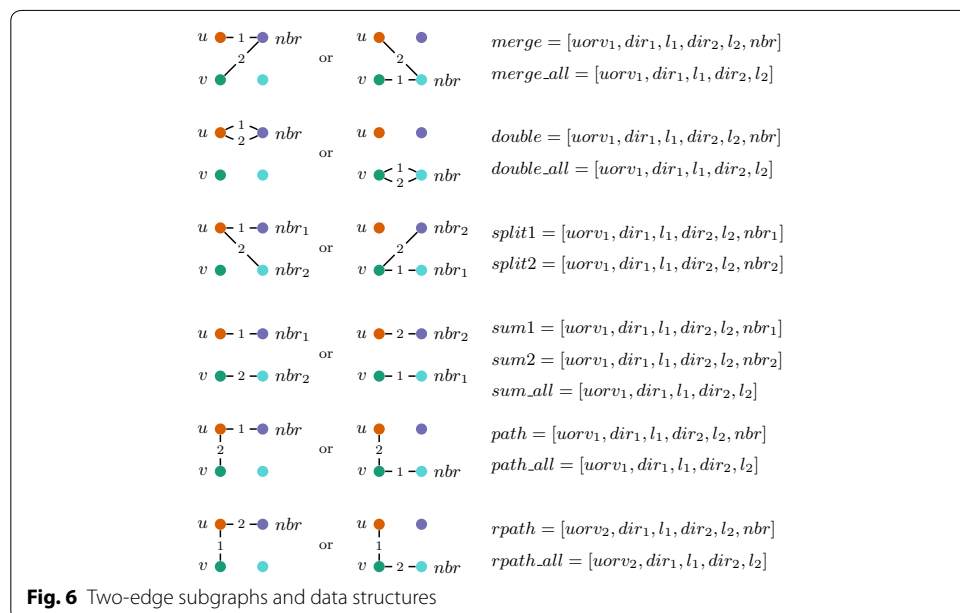 u 1 nbr
2
v
or
2
v 1 nbr
merge = [uorv₁, dir₁, l₁, dir₂, l₂, nbr]
merge_all = [uorv₁, dir₁, l₁, dir₂, l₂]
u 1 nbr
2
v
or
u
v 1 nbr
2
double = [uorv₁, dir₁, l₁, dir₂, l₂, nbr]
double_all = [uorv₁, dir₁, l₁, dir₂, l₂]
u 1 nbr₁
2
v nbr₂
or
u nbr₂
2
v 1 nbr₁
split1 = [uorv₁, dir₁, l₁, dir₂, l₂, nbr₁]
split2 = [uorv₁, dir₁, l₁, dir₂, l₂, nbr₂]
u 1 nbr₁
v 2 nbr₂
or
u 2 nbr₂
v 1 nbr₁
sum1 = [uorv₁, dir₁, l₁, dir₂, l₂, nbr₁]
sum2 = [uorv₁, dir₁, l₁, dir₂, l₂, nbr₂]
sum_all = [uorv₁, dir₁, l₁, dir₂, l₂]
u 1 nbr
2
v
or
u
2
v 1 nbr
path = [uorv₁, dir₁, l₁, dir₂, l₂, nbr]
path_all = [uorv₁, dir₁, l₁, dir₂, l₂]
u 2 nbr
1
v
or
u
1
v 2 nbr
rpath = [uorv₂, dir₁, l₁, dir₂, l₂, nbr]
rpath_all = [uorv₂, dir₁, l₁, dir₂, l₂]
Fig. 6 Two-edge subgraphs and data structures